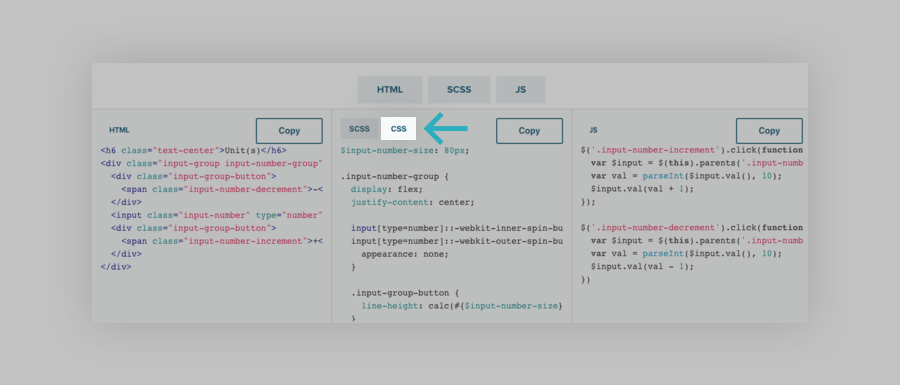 HTML SCSS JS
HTML Copy
<h6 class="text-center">Unit(s)</h6>
<div class="input-group input-number-group"
<div class="input-group-button">
<span class="input-number-decrement">-<
</div>
<input class="input-number" type="number"
<div class="input-group-button">
<span class="input-number-increment">+<
</div>
</div>
SCSS CSS Copy
$input-number-size: 80px;
.input-number-group {
display: flex;
justify-content: center;
input[type=number]::-webkit-inner-spin-bu
input[type=number]::-webkit-outer-spin-bu
appearance: none;
}
.input-group-button {
line-height: calc(#{$input-number-size}
}
JS Copy
$('.input-number-increment').click(function
var $input = $(this).parents('.input-numb
var val = parseInt($input.val(), 10);
$input.val(val + 1);
});
$('.input-number-decrement').click(function
var $input = $(this).parents('.input-numb
var val = parseInt($input.val(), 10);
$input.val(val - 1);
})